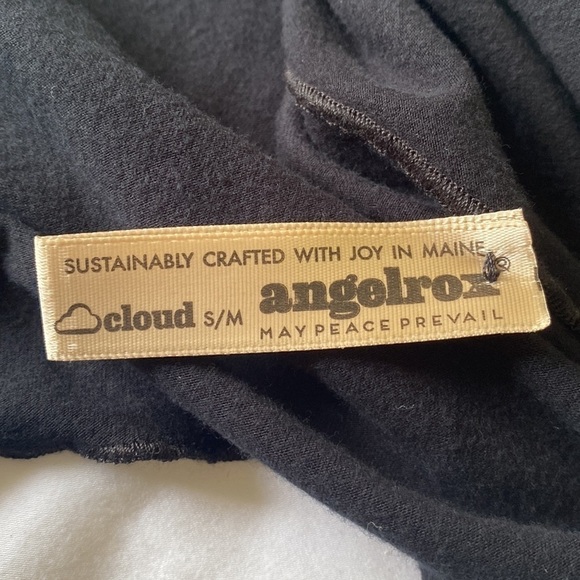 SUSTAINABLY CRAFTED WITH JOY IN MAINE
cloud S/M angelrox
MAY PEACE PREVAIL